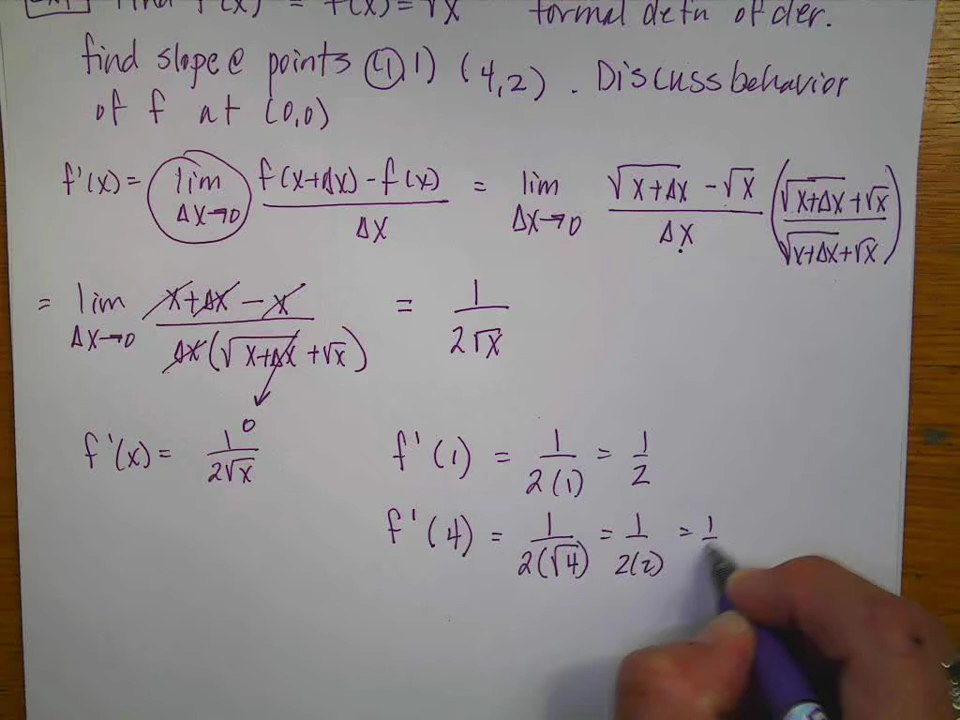 Find f'(x) = f(x) = √x formal defn of der.
find slope @ points (1,1) (4,2). Discuss behavior
of f at (0,0)
f'(x) = lim Δx→0 f(x+Δx) - f(x) / Δx = lim Δx→0 √x+Δx - √x / Δx (√x+Δx + √x / √x+Δx + √x)
= lim Δx→0 x+Δx - x / Δx(√x+Δx + √x) = 1 / 2√x
0
f'(x) = 1 / 2√x f'(1) = 1 / 2(1) = 1 / 2
f'(4) = 1 / 2(√4) = 1 / 2(2) = 1